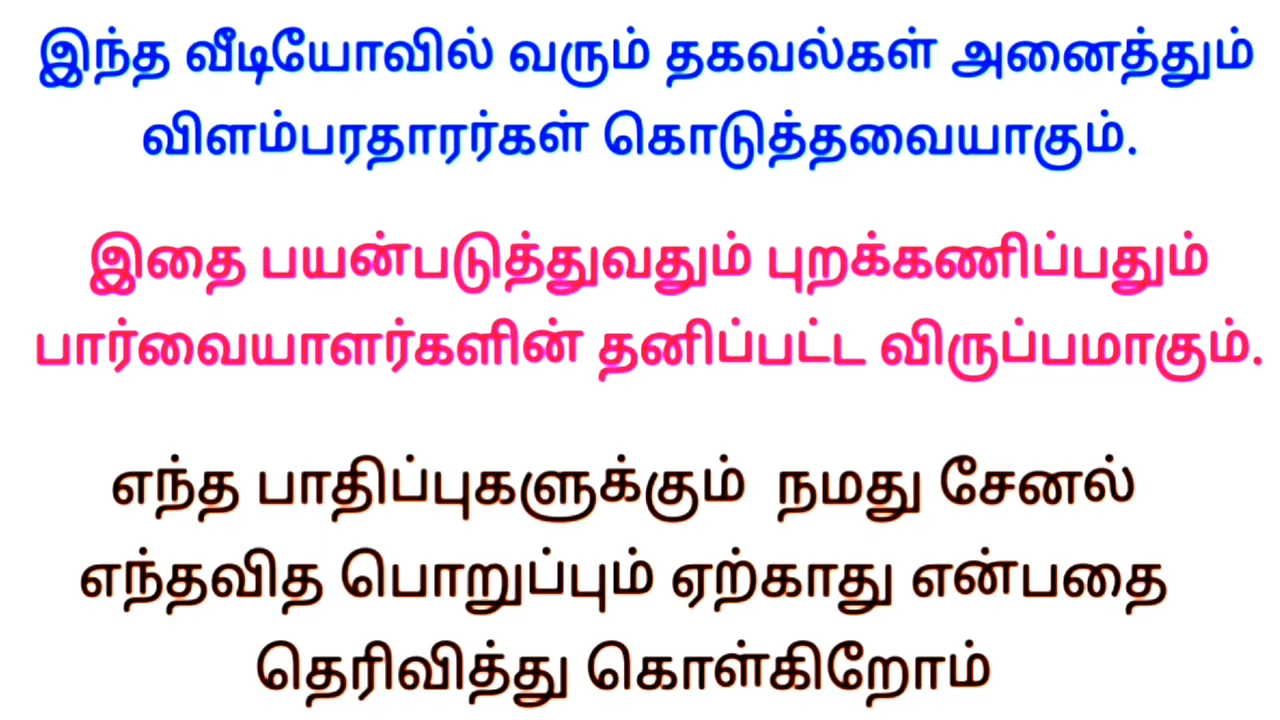 இந்த வீடியோவில் வரும் தகவல்கள் அனைத்தும்
விளம்பரதாரர்கள் கொடுத்தவையாகும்.
இதை பயன்படுத்துவதும் புறக்கணிப்பதும்
பார்வையாளர்களின் தனிப்பட்ட விருப்பமாகும்.
எந்த பாதிப்புகளுக்கும் நமது சேனல்
எந்தவித பொறுப்பும் ஏற்காது என்பதை
தெரிவித்து கொள்கிறோம்